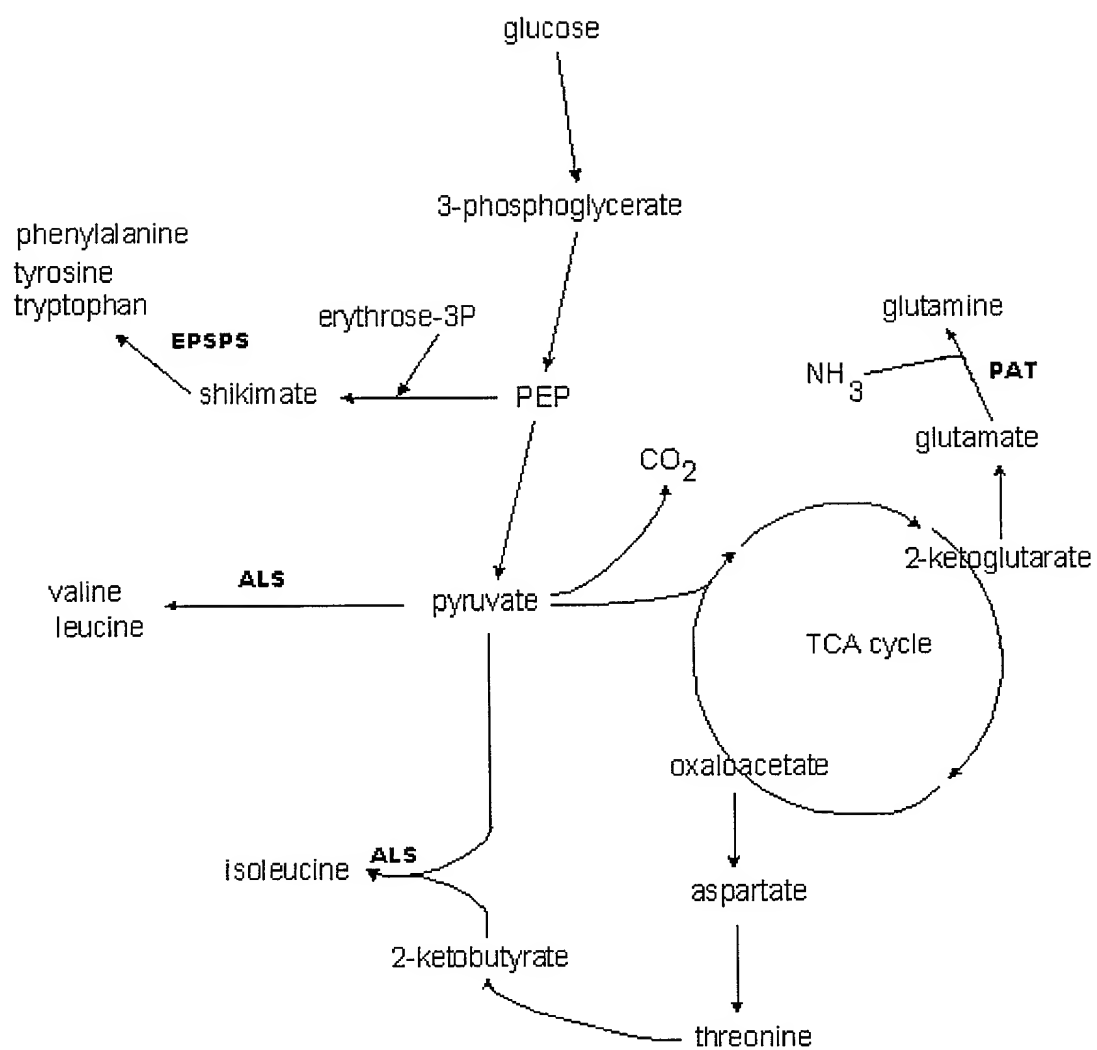 glucose
3-phosphoglycerate
phenylalanine
tyrosine
tryptophan
erythrose-3P
EPSPS
shikimate
PEP
glutamine
NH3
PAT
glutamate
CO2
2-ketoglutarate
ALS
valine
leucine
pyruvate
TCA cycle
oxaloacetate
ALS
isoleucine
aspartate
2-ketobutyrate
threonine